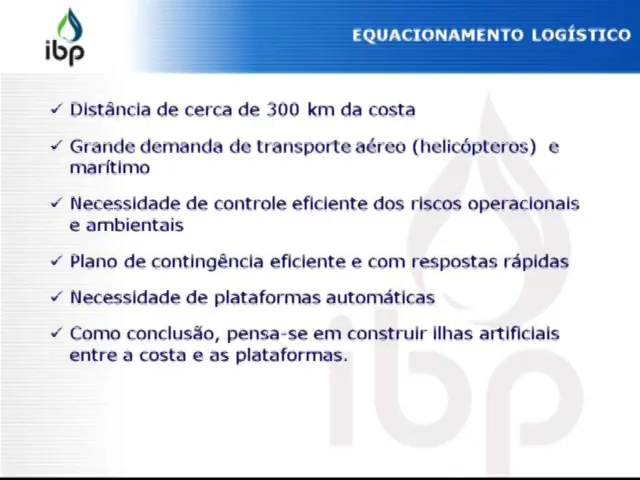 ibp
EQUACIONAMENTO LOGÍSTICO
✓ Distância de cerca de 300 km da costa
✓ Grande demanda de transporte aéreo (helicópteros) e
marítimo
✓ Necessidade de controle eficiente dos riscos operacionais
e ambientais
✓ Plano de contingência eficiente e com respostas rápidas
✓ Necessidade de plataformas automáticas
✓ Como conclusão, pensa-se em construir ilhas artificiais
entre a costa e as plataformas.
ibp